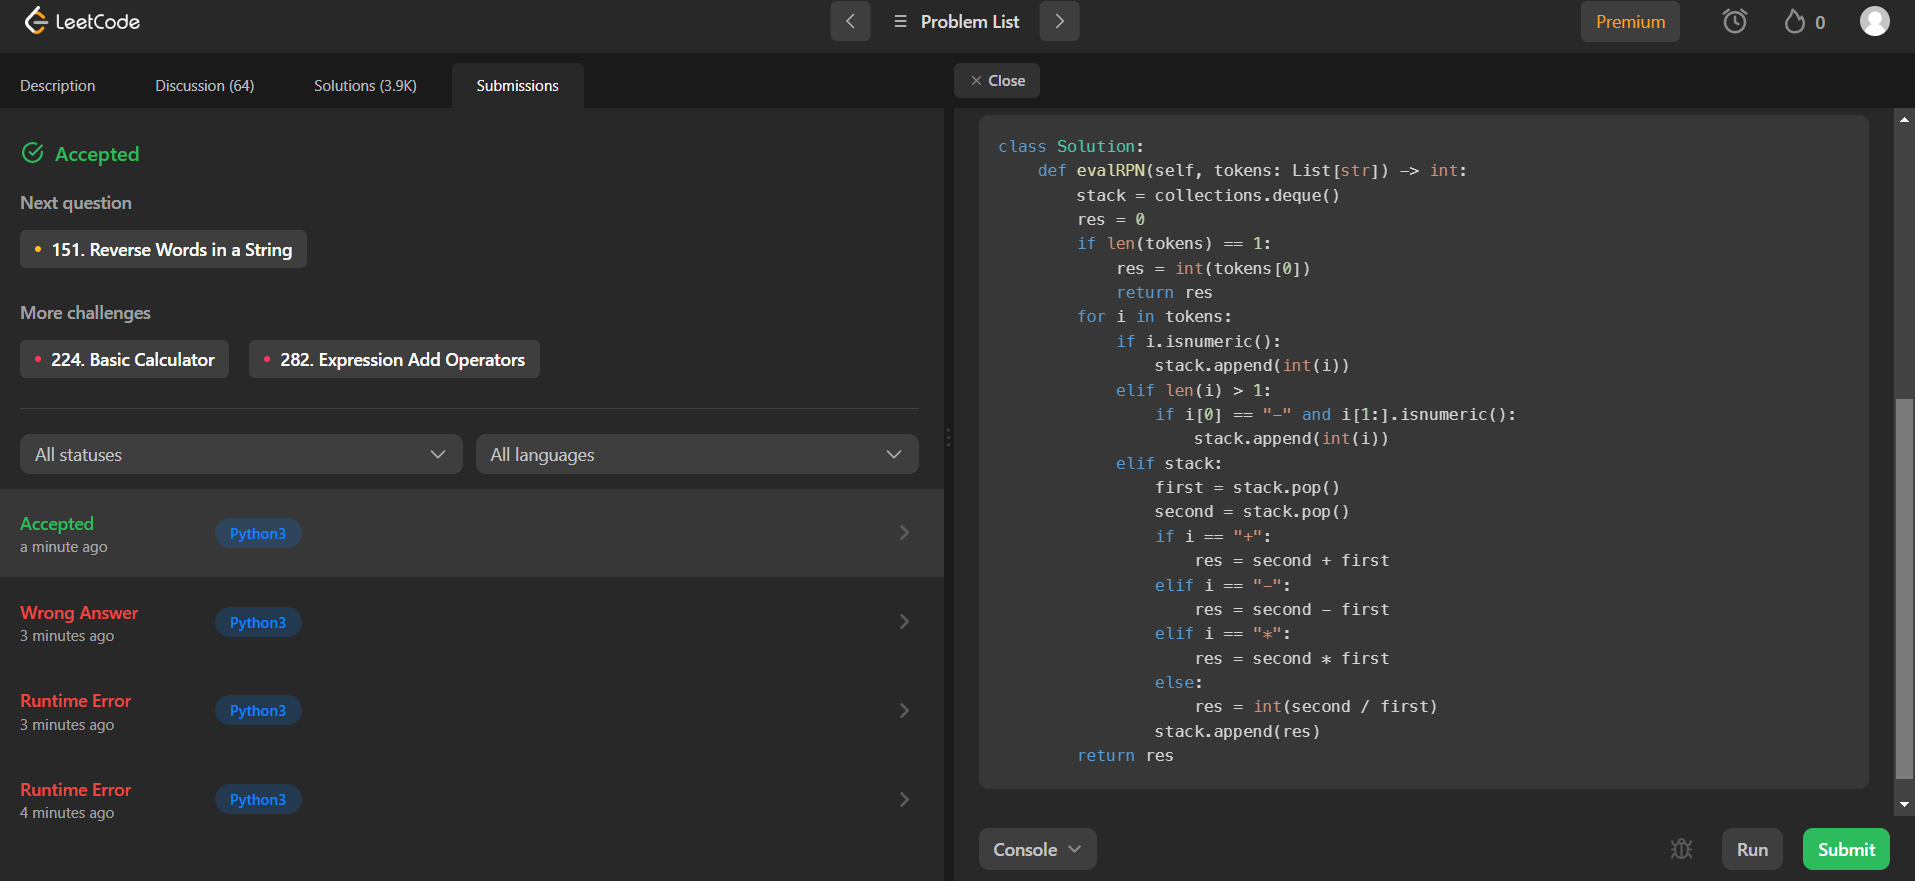 LeetCode
Problem List
Premium
0
Description
Discussion (64)
Solutions (3.9K)
Submissions
Close
Accepted
Next question
151. Reverse Words in a String
More challenges
224. Basic Calculator
282. Expression Add Operators
All statuses
All languages
Accepted
a minute ago
Python3
Wrong Answer
3 minutes ago
Python3
Runtime Error
3 minutes ago
Python3
Runtime Error
4 minutes ago
Python3
class Solution:
    def evalRPN(self, tokens: List[str]) -> int:
        stack = collections.deque()
        res = 0
        if len(tokens) == 1:
            res = int(tokens[0])
            return res
        for i in tokens:
            if i.isnumeric():
                stack.append(int(i))
            elif len(i) > 1:
                if i[0] == "-" and i[1:].isnumeric():
                    stack.append(int(i))
            elif stack:
                first = stack.pop()
                second = stack.pop()
                if i == "+":
                    res = second + first
                elif i == "-":
                    res = second - first
                elif i == "*":
                    res = second * first
                else:
                    res = int(second / first)
                stack.append(res)
        return res
Console
Run
Submit